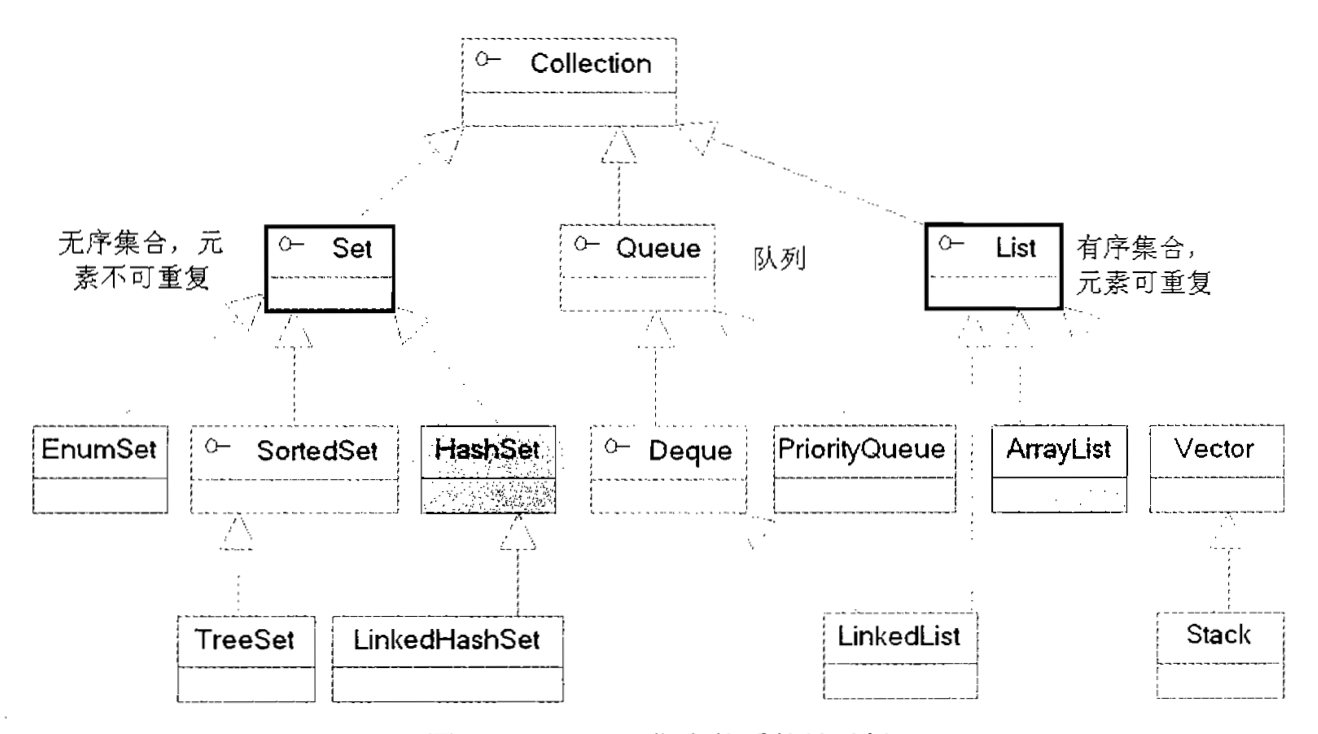 Collection
无序集合，元
素不可重复
Set
Queue
队列
List
有序集合，
元素可重复
EnumSet
SortedSet
HashSet
Deque
PriorityQueue
ArrayList
Vector
TreeSet
LinkedHashSet
LinkedList
Stack